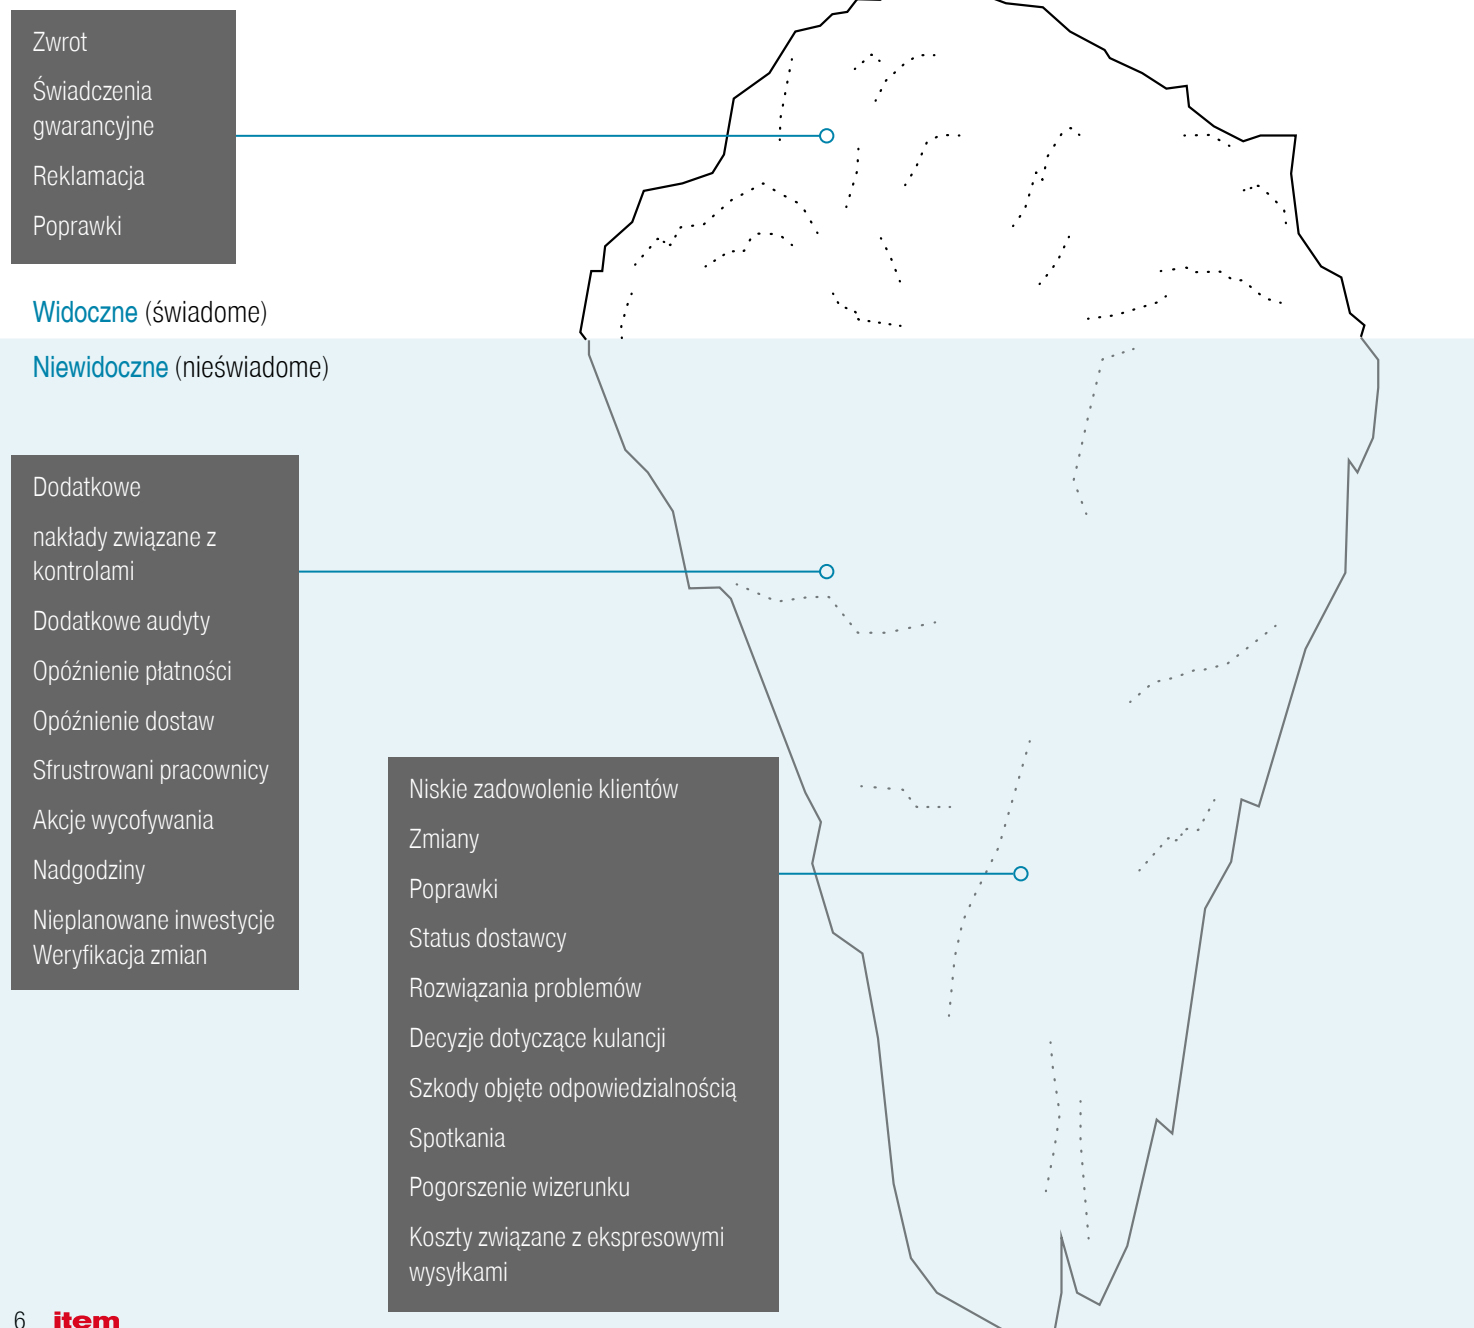 Zwrot
Świadczenia
gwarancyjne
Reklamacja
Poprawki
Widoczne (świadome)
Niewidoczne (nieświadome)
Dodatkowe
nakłady związane z
kontrolami
Dodatkowe audyty
Opóźnienie płatności
Opóźnienie dostaw
Sfrustrowani pracownicy
Akcje wycofywania
Nadgodziny
Nieplanowane inwestycje
Weryfikacja zmian
Niskie zadowolenie klientów
Zmiany
Poprawki
Status dostawcy
Rozwiązania problemów
Decyzje dotyczące kulancji
Szkody objęte odpowiedzialnością
Spotkania
Pogorszenie wizerunku
Koszty związane z ekspresowymi
wysyłkami
6 item